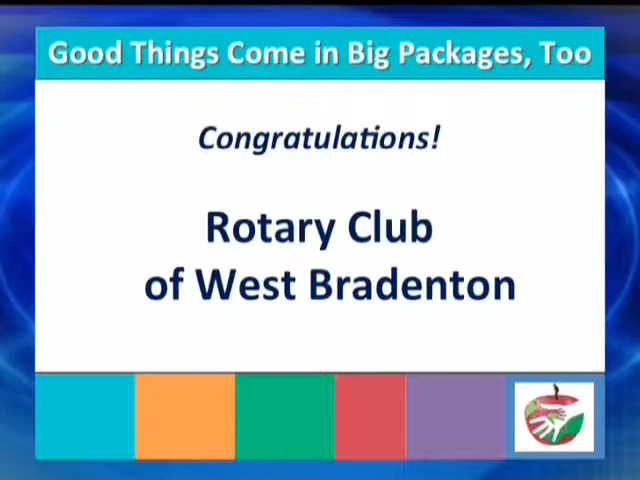 Good Things Come in Big Packages, Too
Congratulations!
Rotary Club
of West Bradenton